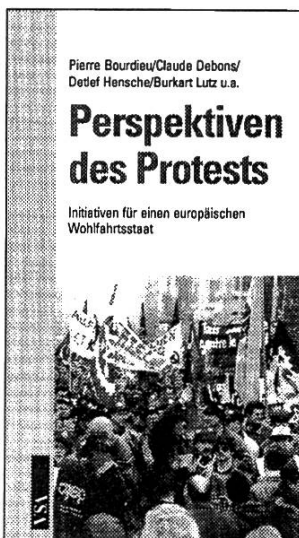 Pierre Bourdieu/Claude Debons/
Detlef Hensche/Burkart Lutz u.a.
Perspektiven
des Protests
Initiativen für einen europäischen
Wohlfahrtsstaat
VSA